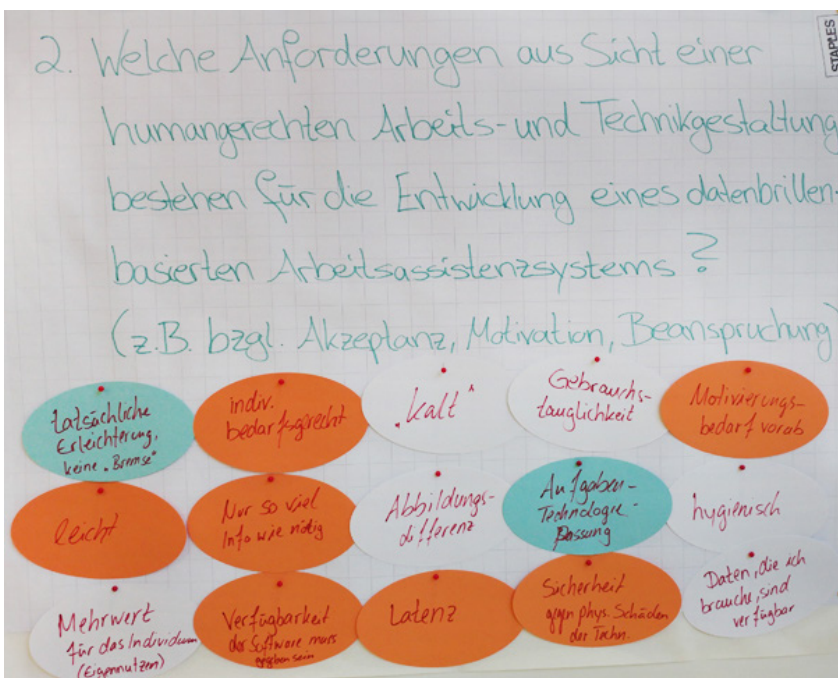 STAPLES
2. Welche Anforderungen aus Sicht einer
humangerechten Arbeits- und Technikgestaltung
bestehen für die Entwicklung eines datenbrillen-
basierten Arbeitsassistenzsystems?
(z.B. bzgl. Akzeptanz, Motivation, Beanspruchung)
tatsächliche
Erleichterung,
keine „Bremse"
indiv.
bedarfsgerecht
„kalt"
Gebrauchs-
tauglichkeit
Motivierungs-
bedarf vorab
leicht
Nur so viel
Info wie nötig
Abbildungs-
differenz
Aufgaben-
Technologie-
Passung
hygienisch
Mehrwert
für das Individuum
(Eigennutzen)
Verfügbarkeit
der Software muss
gegeben sein
Latenz
Sicherheit
gegen phys. Schäden
der Techn.
Daten, die ich
brauche, sind
verfügbar